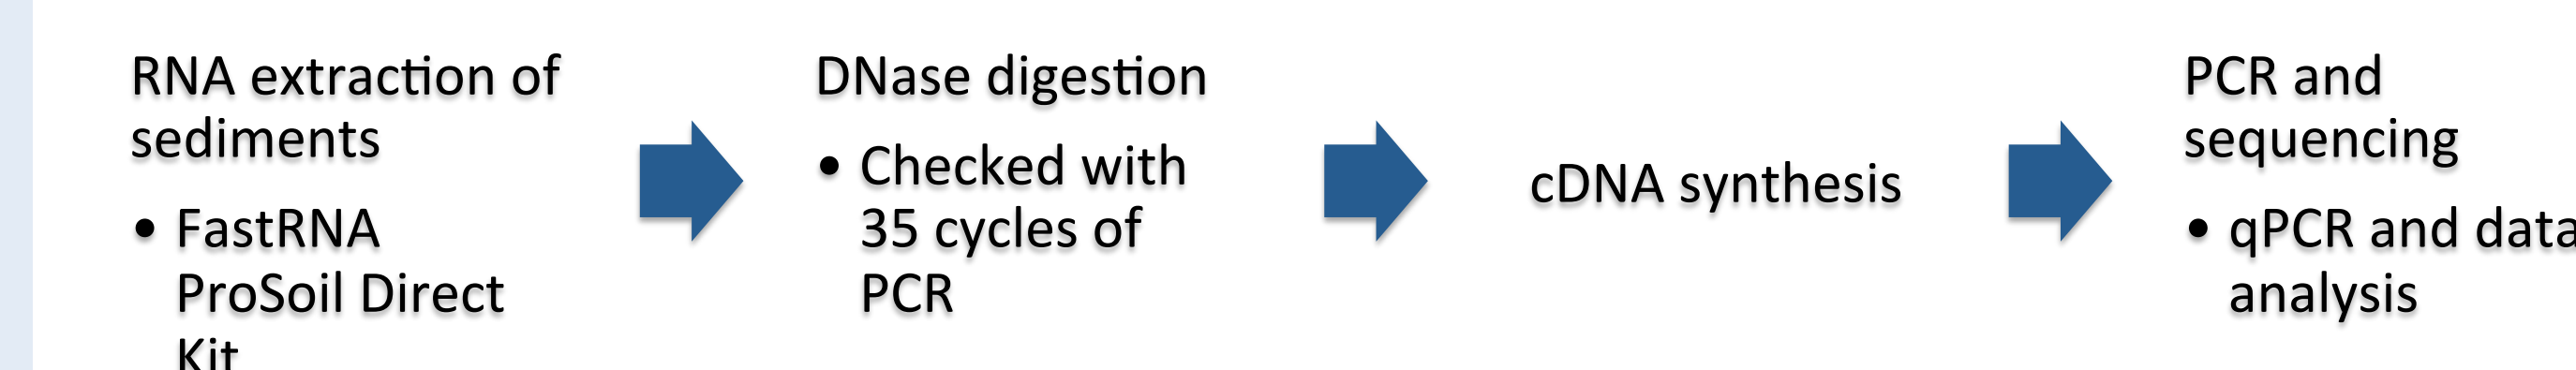 RNA extraction of
sediments
• FastRNA
ProSoil Direct
Kit
DNase digestion
• Checked with
35 cycles of
PCR
cDNA synthesis
PCR and
sequencing
• qPCR and data
analysis